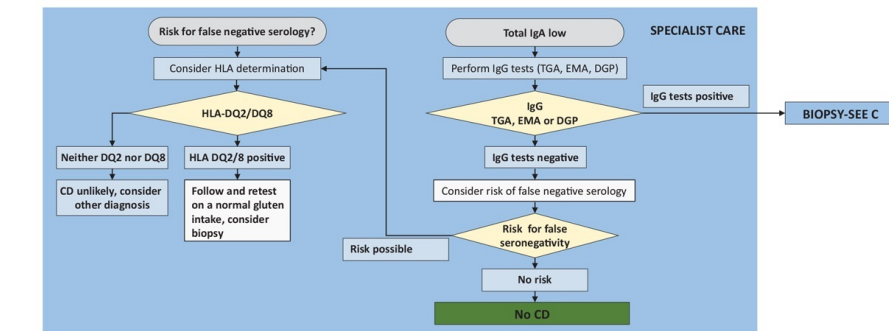 Risk for false negative serology?
Consider HLA determination
HLA-DQ2/DQ8
Neither DQ2 nor DQ8
HLA DQ2/8 positive
CD unlikely, consider
other diagnosis
Follow and retest
on a normal gluten
intake, consider
biopsy
Total IgA low
SPECIALIST CARE
Perform IgG tests (TGA, EMA, DGP)
IgG tests positive
IgG
TGA, EMA or DGP
BIOPSY-SEE C
IgG tests negative
Consider risk of false negative serology
Risk for false
seronegativity
Risk possible
No risk
No CD